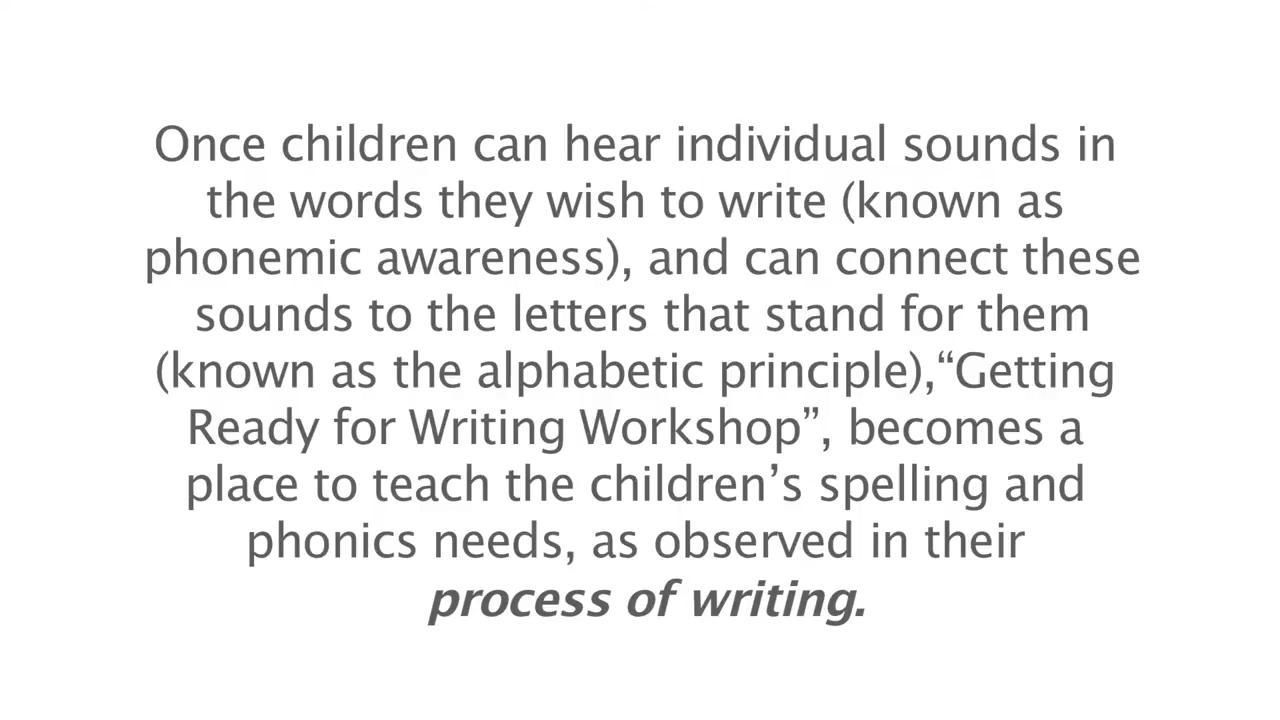 Once children can hear individual sounds in
the words they wish to write (known as
phonemic awareness), and can connect these
sounds to the letters that stand for them
(known as the alphabetic principle),“Getting
Ready for Writing Workshop”, becomes a
place to teach the children’s spelling and
phonics needs, as observed in their
process of writing.